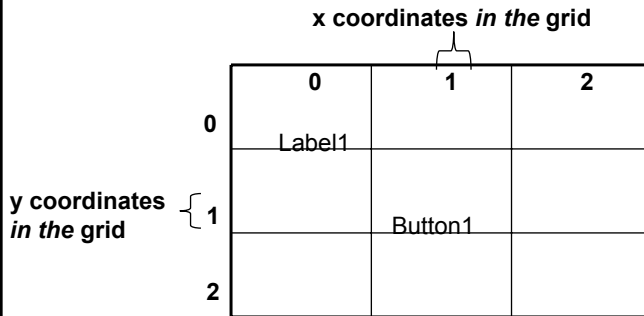 x coordinates in the grid
0 1 2
0
Label1
y coordinates
in the grid
1
Button1
2